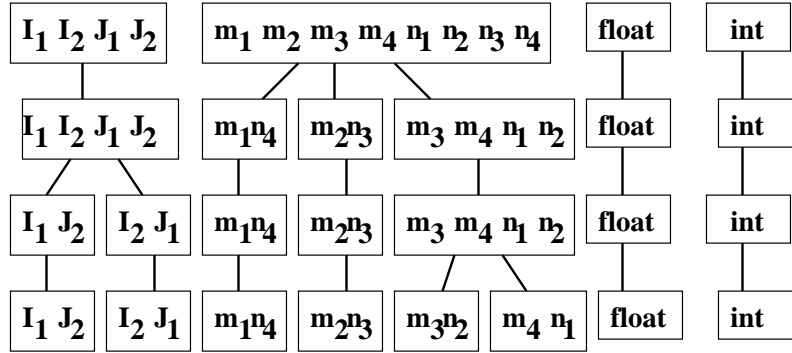 I₁ I₂ J₁ J₂ m₁ m₂ m₃ m₄ n₁ n₂ n₃ n₄ float int
I₁ I₂ J₁ J₂ m₁n₄ m₂n₃ m₃ m₄ n₁ n₂ float int
I₁ J₂ I₂ J₁ m₁n₄ m₂n₃ m₃ m₄ n₁ n₂ float int
I₁ J₂ I₂ J₁ m₁n₄ m₂n₃ m₃n₂ m₄ n₁ float int